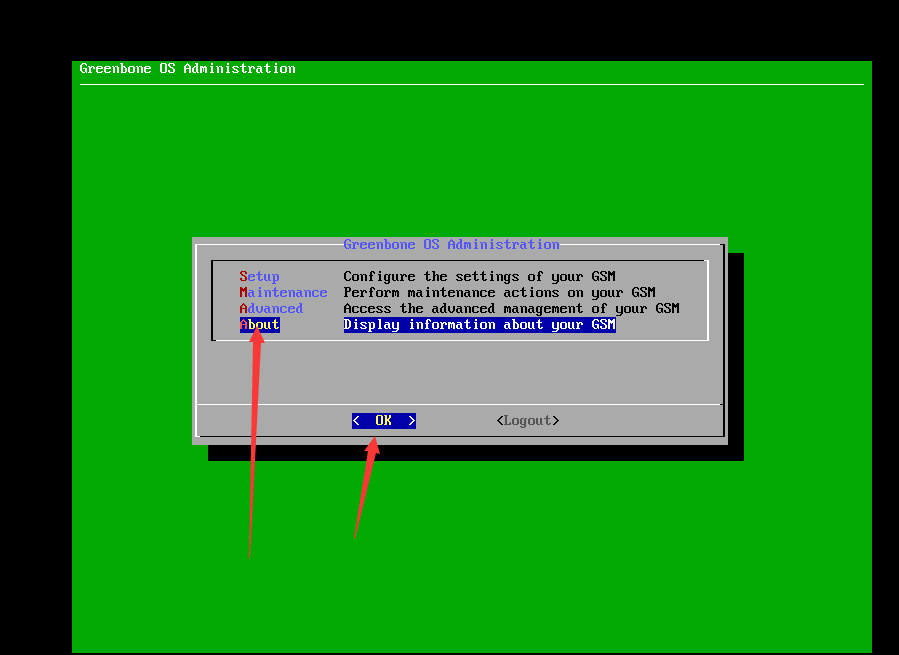 Greenbone OS Administration
Greenbone OS Administration
Setup Configure the settings of your GSM
Maintenance Perform maintenance actions on your GSM
Advanced Access the advanced management of your GSM
About Display information about your GSM
< OK > <Logout>